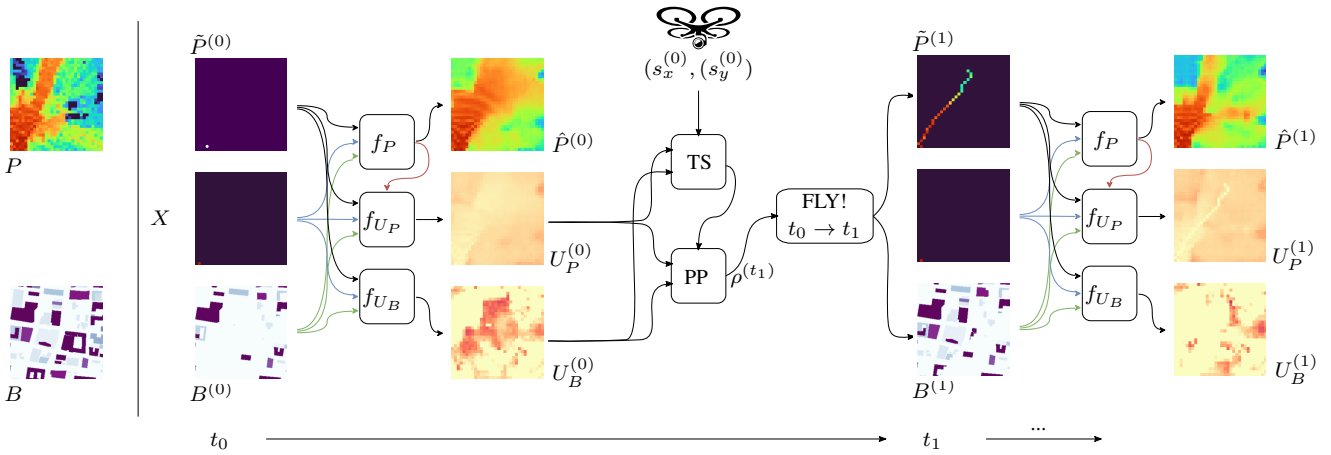 P
B
X
P̃^{(0)}
B^{(0)}
f_P
f_{U_P}
f_{U_B}
P̂^{(0)}
U_P^{(0)}
U_B^{(0)}
(s_x^{(0)}, (s_y^{(0)})
TS
PP
ρ^{(t_1)}
FLY!
t_0 → t_1
P̃^{(1)}
B^{(1)}
f_P
f_{U_P}
f_{U_B}
P̂^{(1)}
U_P^{(1)}
U_B^{(1)}
t_0
t_1
...